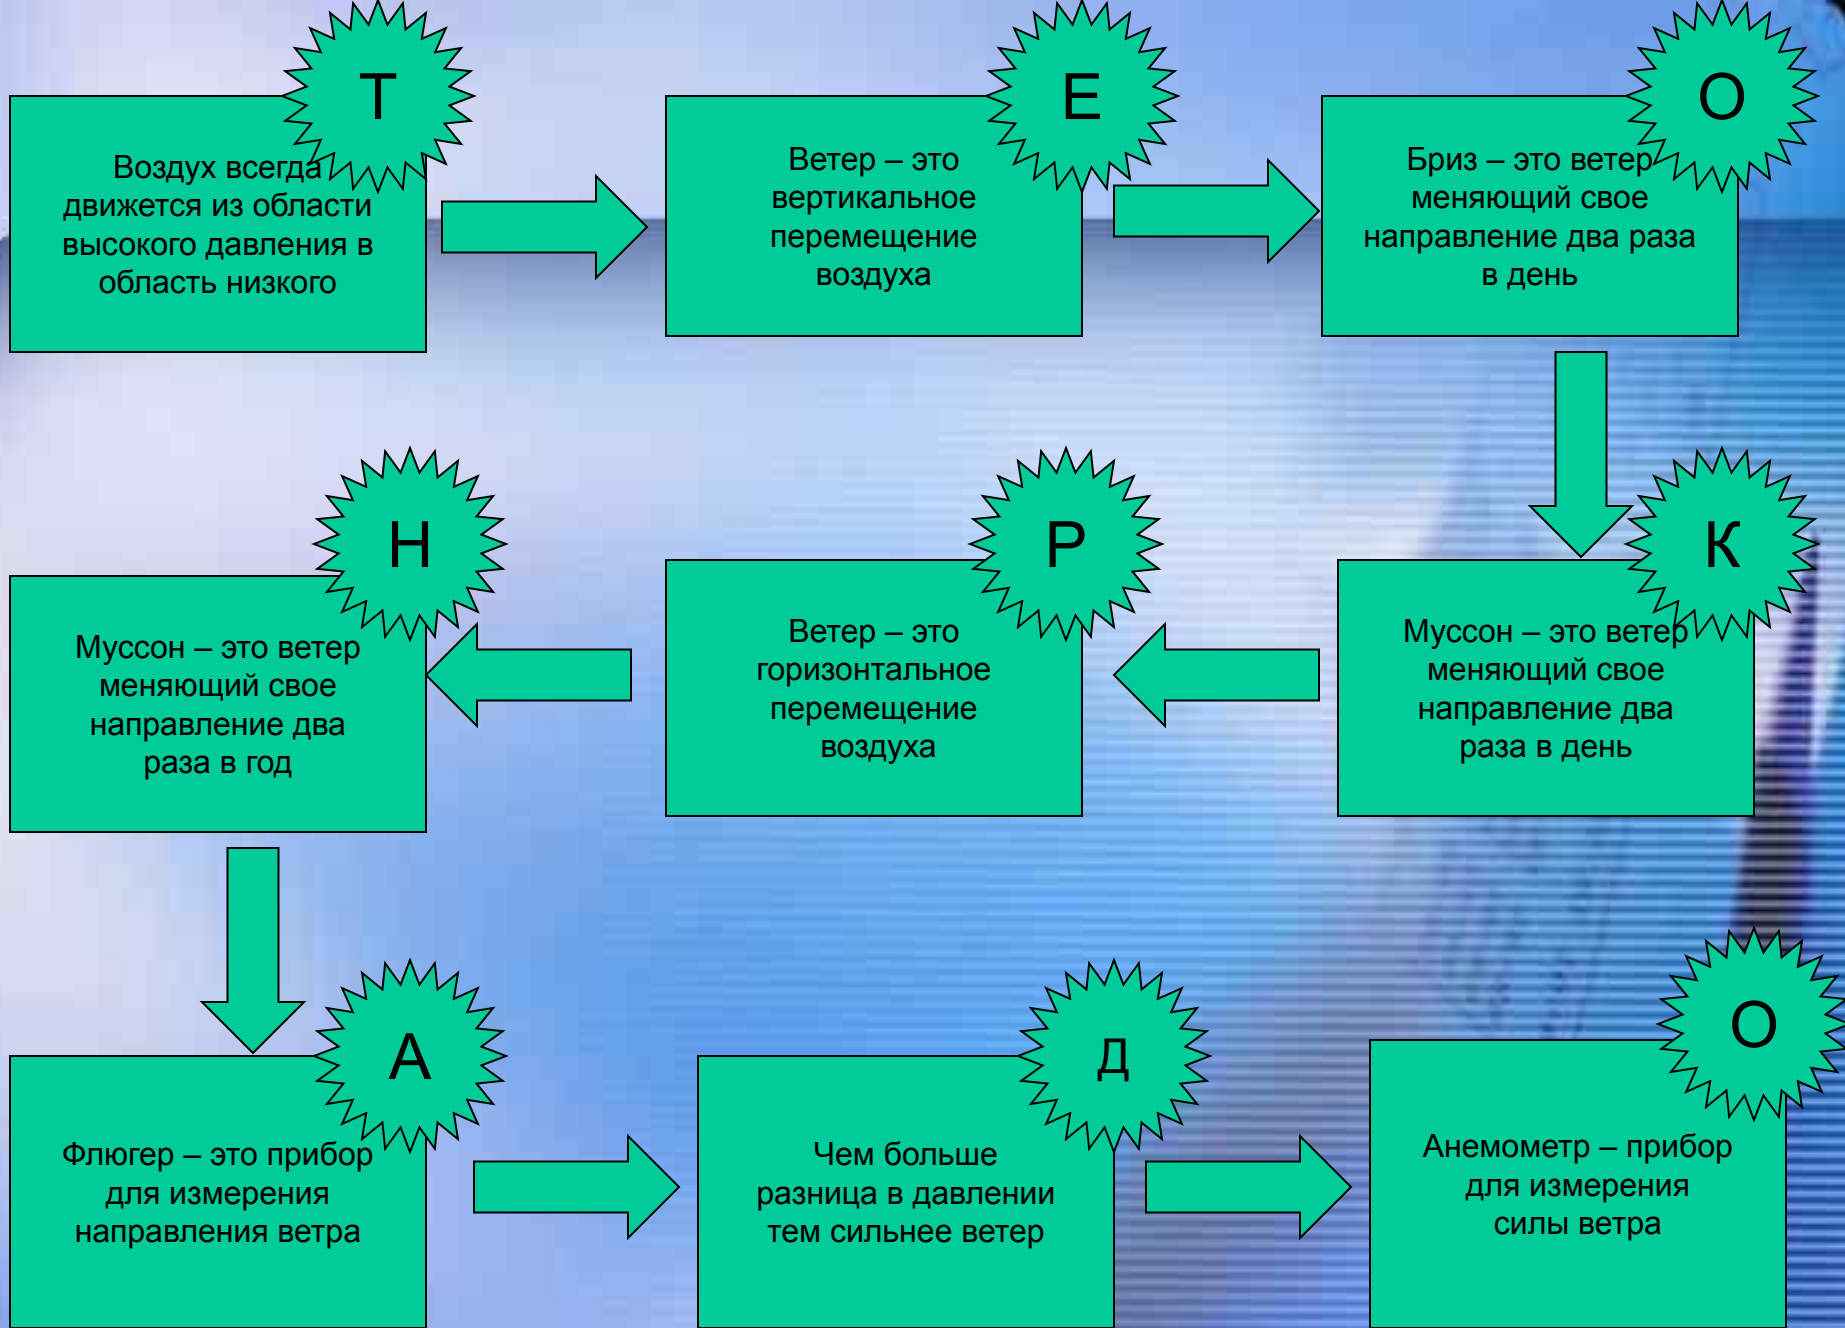 Т
Воздух всегда
движется из области
высокого давления в
область низкого
Е
Ветер – это
вертикальное
перемещение
воздуха
О
Бриз – это ветер
меняющий свое
направление два раза
в день
К
Муссон – это ветер
меняющий свое
направление два
раза в день
Р
Ветер – это
горизонтальное
перемещение
воздуха
Н
Муссон – это ветер
меняющий свое
направление два
раза в год
А
Флюгер – это прибор
для измерения
направления ветра
Д
Чем больше
разница в давлении
тем сильнее ветер
О
Анемометр – прибор
для измерения
силы ветра